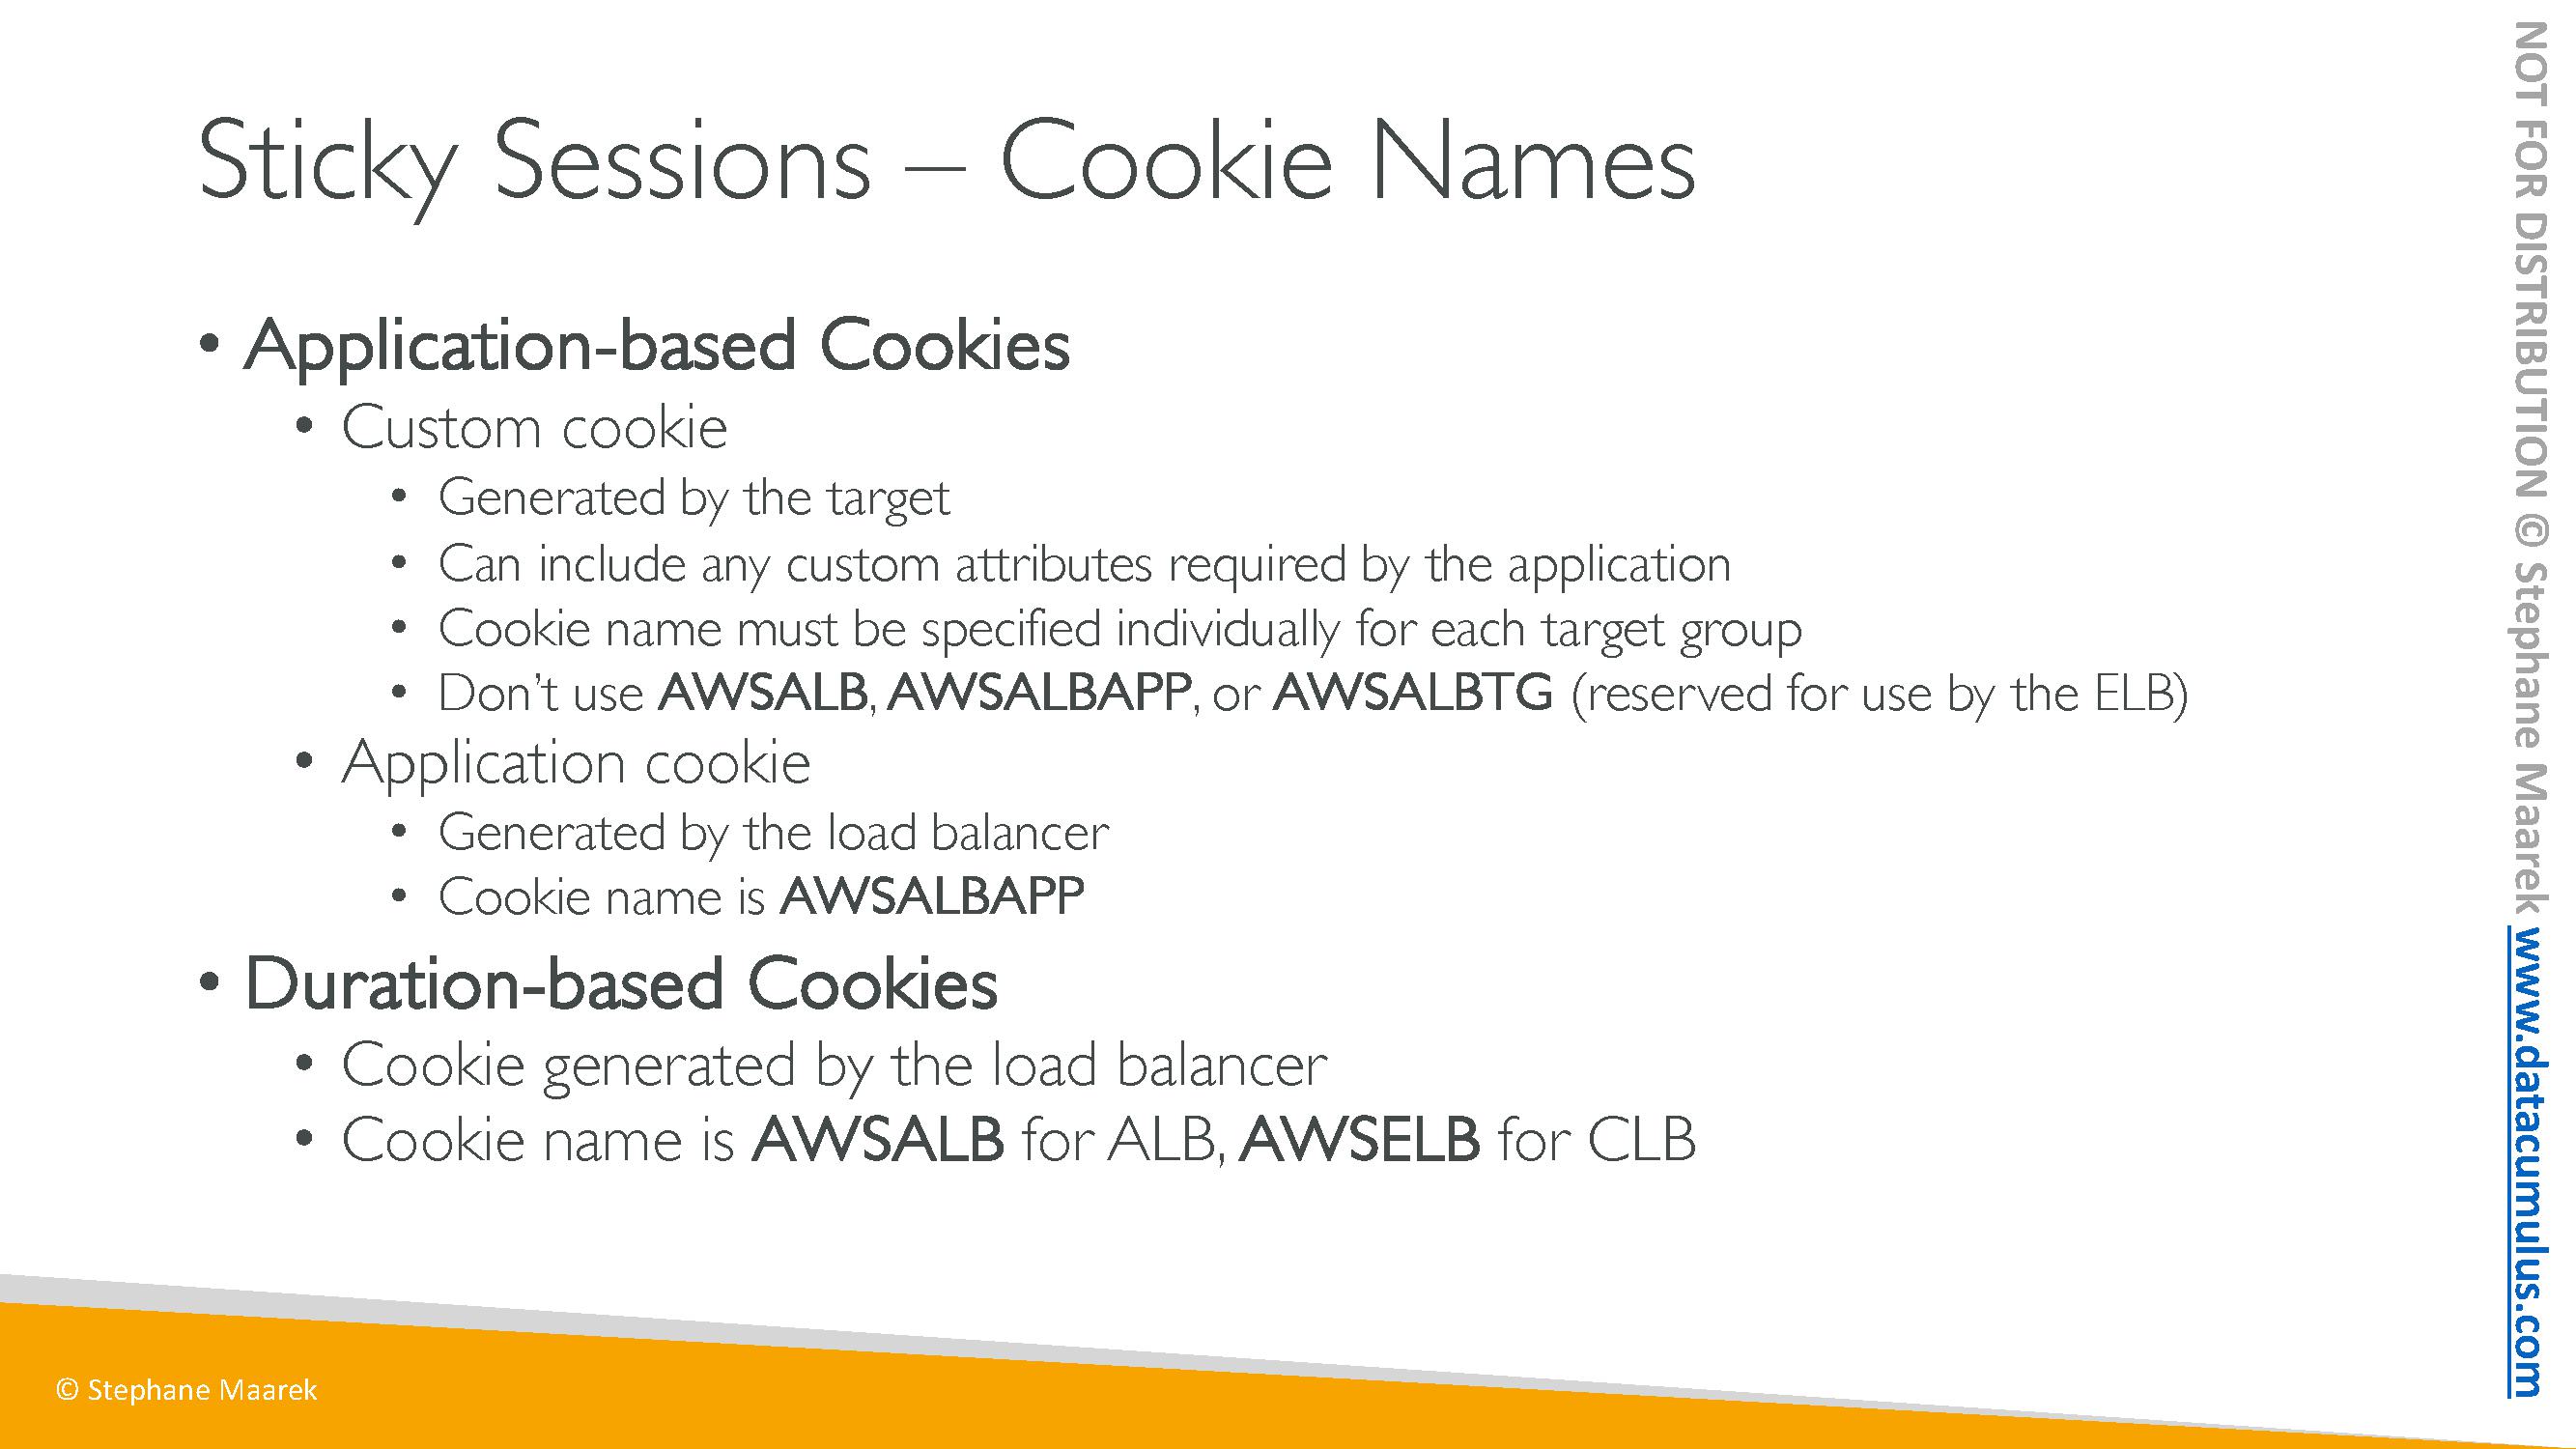 Sticky Sessions – Cookie Names
• Application-based Cookies
• Custom cookie
• Generated by the target
• Can include any custom attributes required by the application
• Cookie name must be specified individually for each target group
• Don’t use AWSALB, AWSALBAPP, or AWSALBTG (reserved for use by the ELB)
• Application cookie
• Generated by the load balancer
• Cookie name is AWSALBAPP
• Duration-based Cookies
• Cookie generated by the load balancer
• Cookie name is AWSALB for ALB, AWSELB for CLB
© Stephane Maarek
NOT FOR DISTRIBUTION © Stephane Maarek www.datacumulus.com